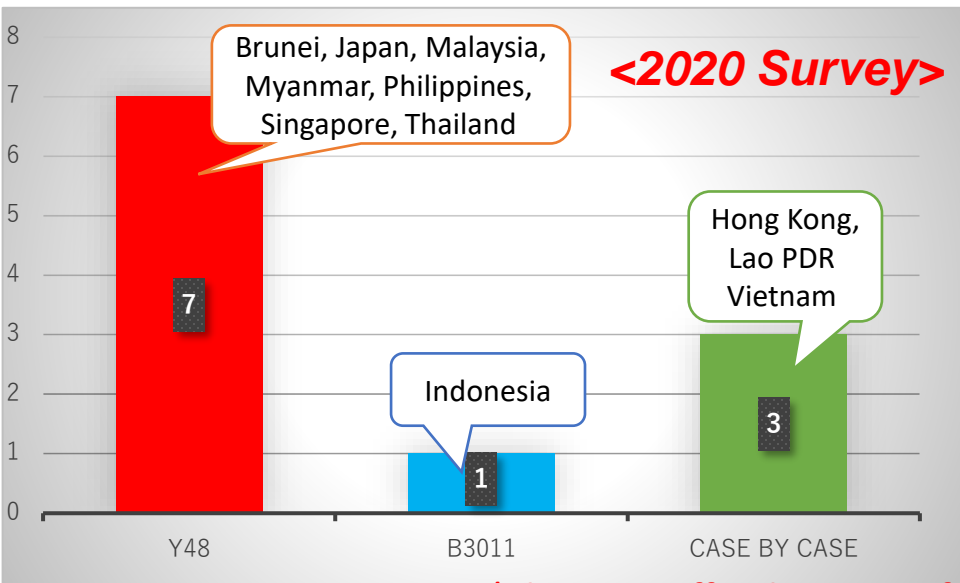 <2020 Survey>
Brunei, Japan, Malaysia,
Myanmar, Philippines,
Singapore, Thailand
Hong Kong,
Lao PDR
Vietnam
Indonesia
8
7
6
5
4
3
2
1
0
7
1
3
Y48
B3011
CASE BY CASE